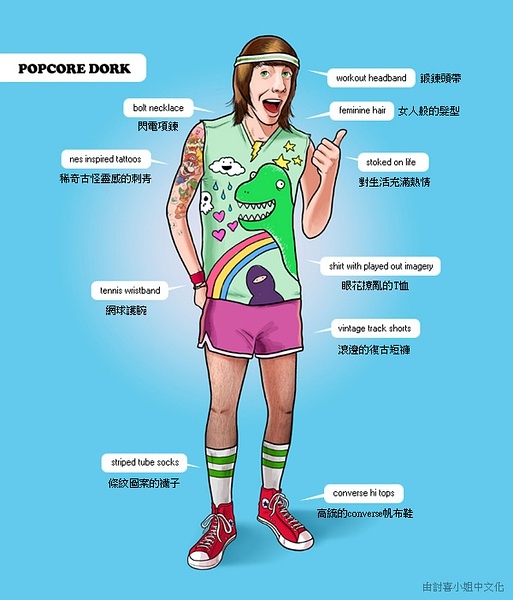 POPCORE DORK
workout headband 鍛鍊頭帶
bolt necklace
閃電項鍊
feminine hair 女人般的髮型
nes inspired tattoos
稀奇古怪靈感的刺青
stoked on life
對生活充滿熱情
shirt with played out imagery
眼花撩亂的T恤
tennis wristband
網球護腕
vintage track shorts
滾邊的復古短褲
striped tube socks
條紋圖案的襪子
converse hi tops
高統的converse帆布鞋
由討喜小姐中文化